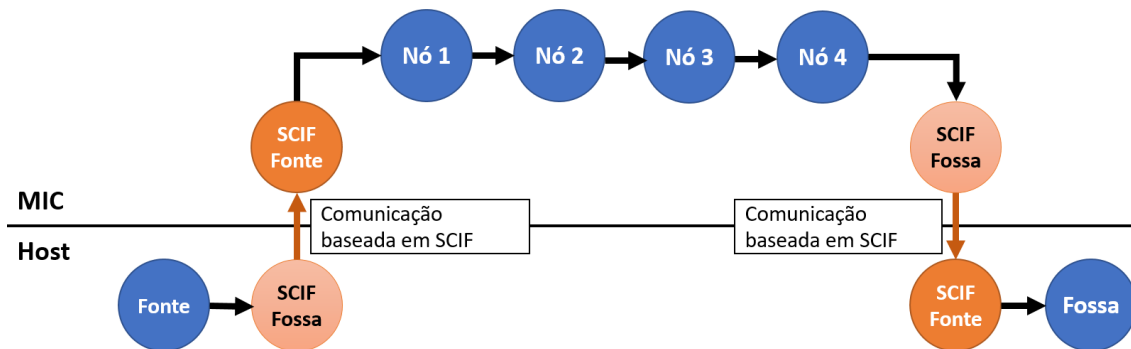 Nó 1
Nó 2
Nó 3
Nó 4
SCIF
Fonte
SCIF
Fossa
MIC
Comunicação
baseada em SCIF
Comunicação
baseada em SCIF
Host
Fonte
SCIF
Fossa
SCIF
Fonte
Fossa